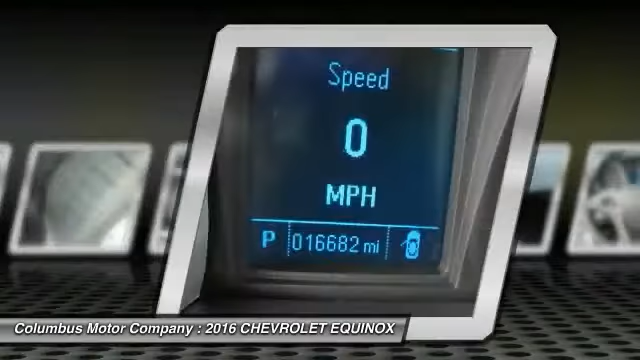 Speed
0
MPH
P 016682 mi
Columbus Motor Company : 2016 CHEVROLET EQUINOX